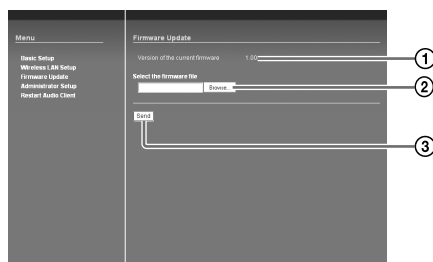 Menu
Basic Setup
Wireless LAN Setup
Firmware Update
Administrator Setup
Restart Audio Client
Firmware Update
Version of the current firmware 1.00
Select the firmware file
Browse...
Send
1
2
3